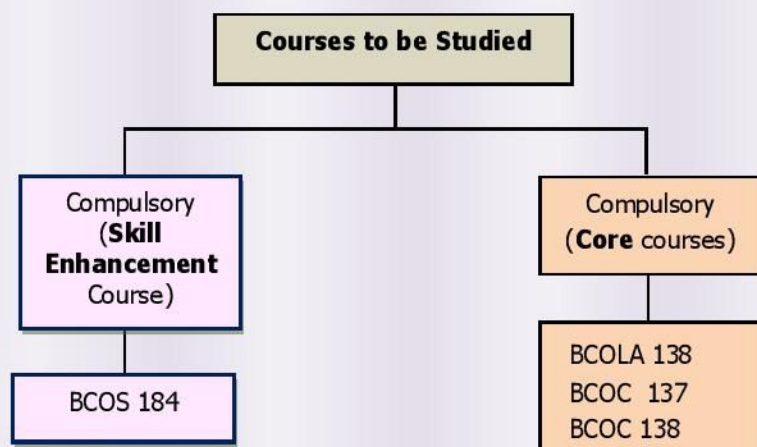 Courses to be Studied
Compulsory
(Skill
Enhancement
Course)
BCOS 184
Compulsory
(Core courses)
BCOLA 138
BCOC 137
BCOC 138